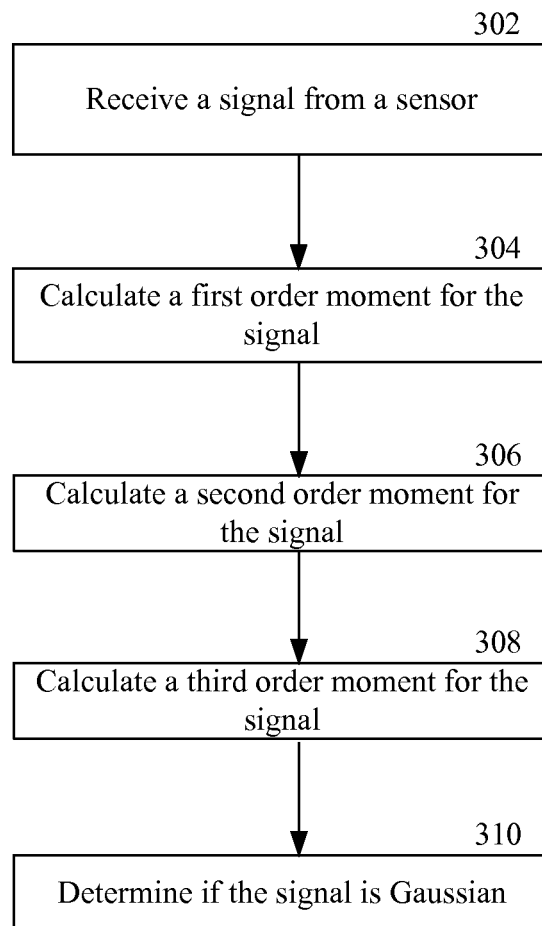 302
Receive a signal from a sensor
304
Calculate a first order moment for the
signal
306
Calculate a second order moment for
the signal
308
Calculate a third order moment for the
signal
310
Determine if the signal is Gaussian